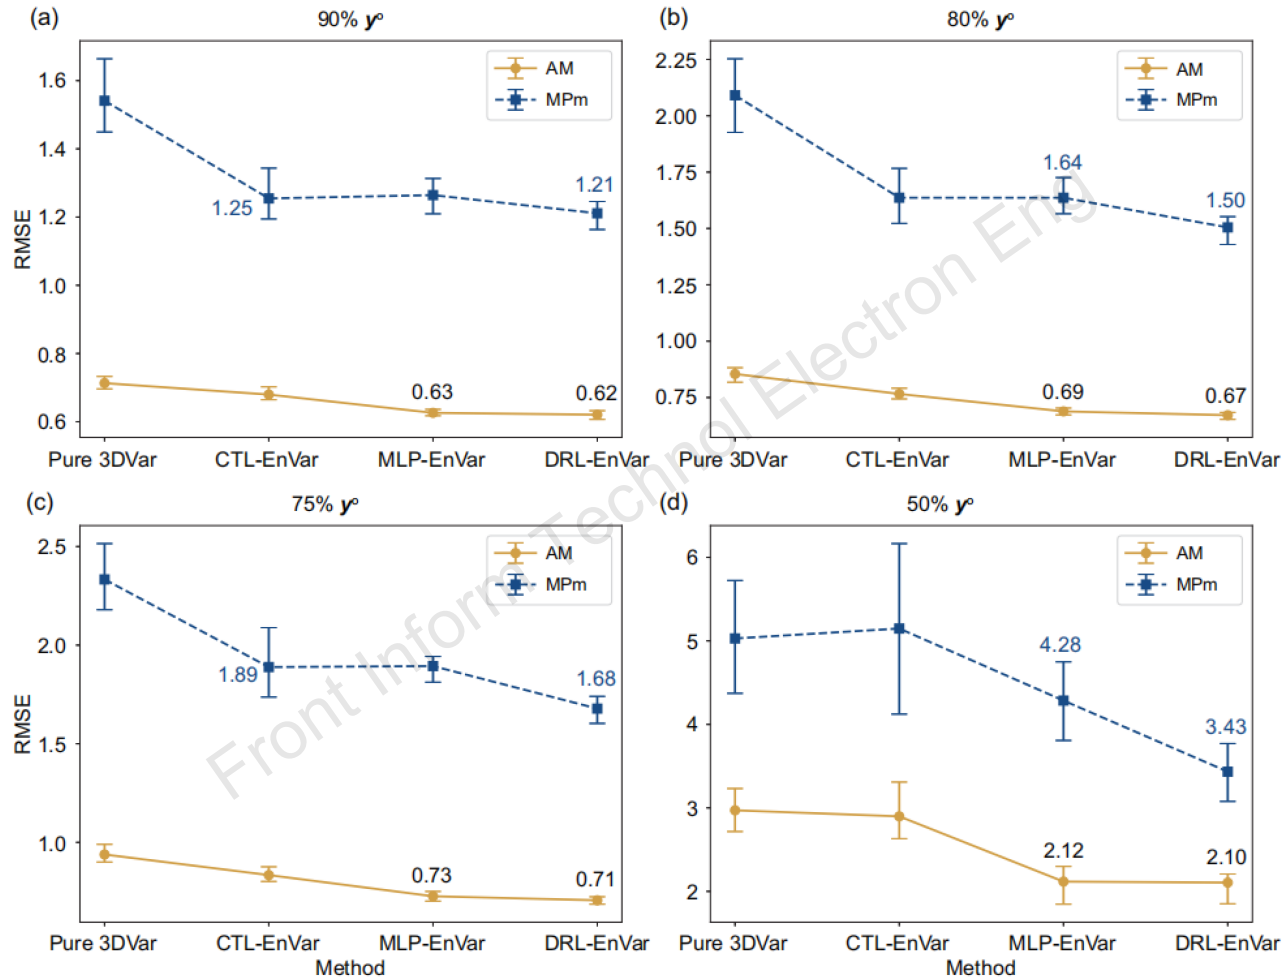 (a)
90% yᵒ
1.6
1.4
1.2
1.0
0.8
0.6
RMSE
AM
MPm
1.25
1.21
0.63
0.62
Pure 3DVar
CTL-EnVar
MLP-EnVar
DRL-EnVar
(b)
80% yᵒ
2.25
2.00
1.75
1.50
1.25
1.00
0.75
AM
MPm
1.64
1.50
0.69
0.67
Pure 3DVar
CTL-EnVar
MLP-EnVar
DRL-EnVar
(c)
75% yᵒ
2.5
2.0
1.5
1.0
RMSE
AM
MPm
1.89
1.68
0.73
0.71
Pure 3DVar
CTL-EnVar
MLP-EnVar
DRL-EnVar
Method
(d)
50% yᵒ
6
5
4
3
2
AM
MPm
4.28
3.43
2.12
2.10
Pure 3DVar
CTL-EnVar
MLP-EnVar
DRL-EnVar
Method
Front Inform Technol Electron Eng